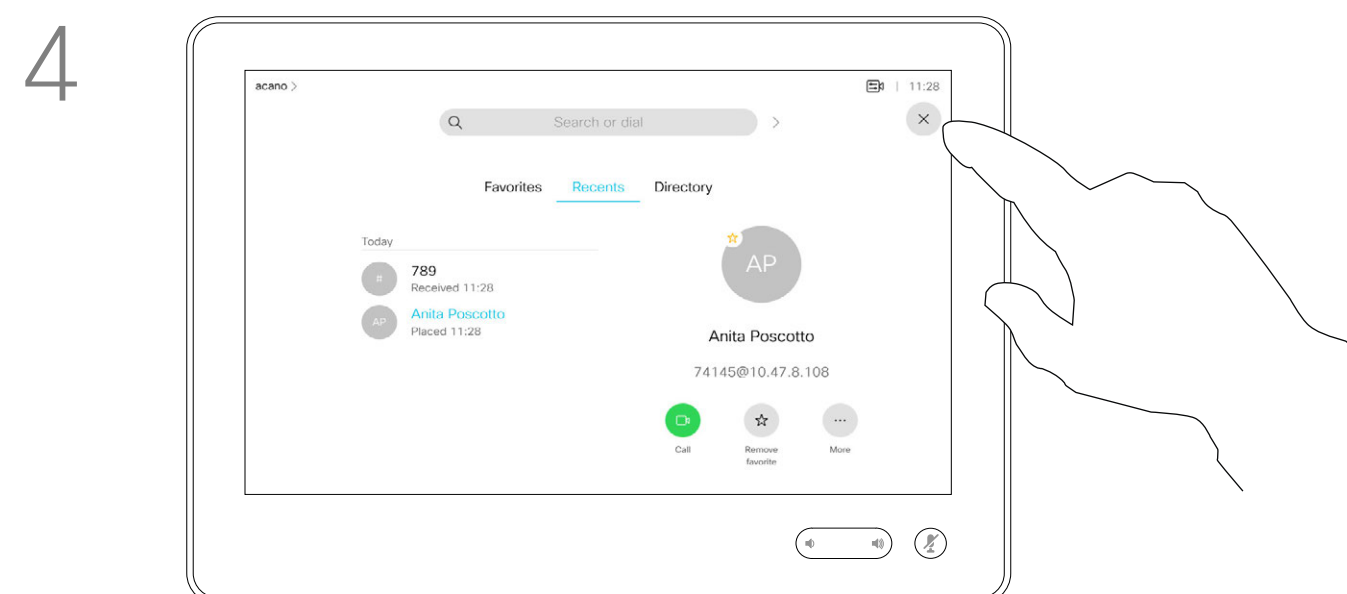 4
acano >
11:28
Search or dial
Favorites Recents Directory
Today
#
789
Received 11:28
AP
Anita Poscotto
Placed 11:28
AP
Anita Poscotto
74145@10.47.8.108
Call
Remove
favorite
More